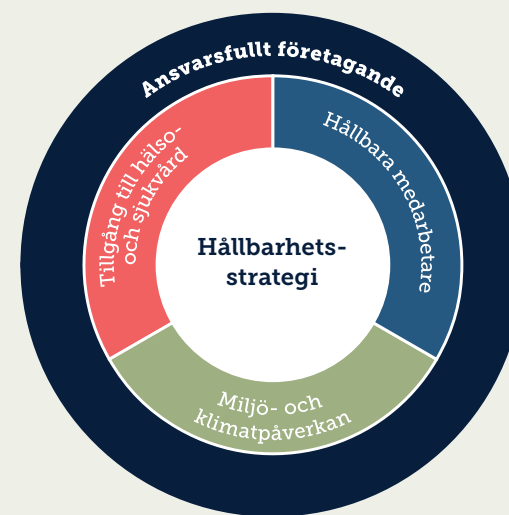 Ansvarsfullt företagande
Tillgång till hälso-
och sjukvård
Hållbara medarbetare
Hållbarhets-
strategi
Miljö- och
klimatpåverkan